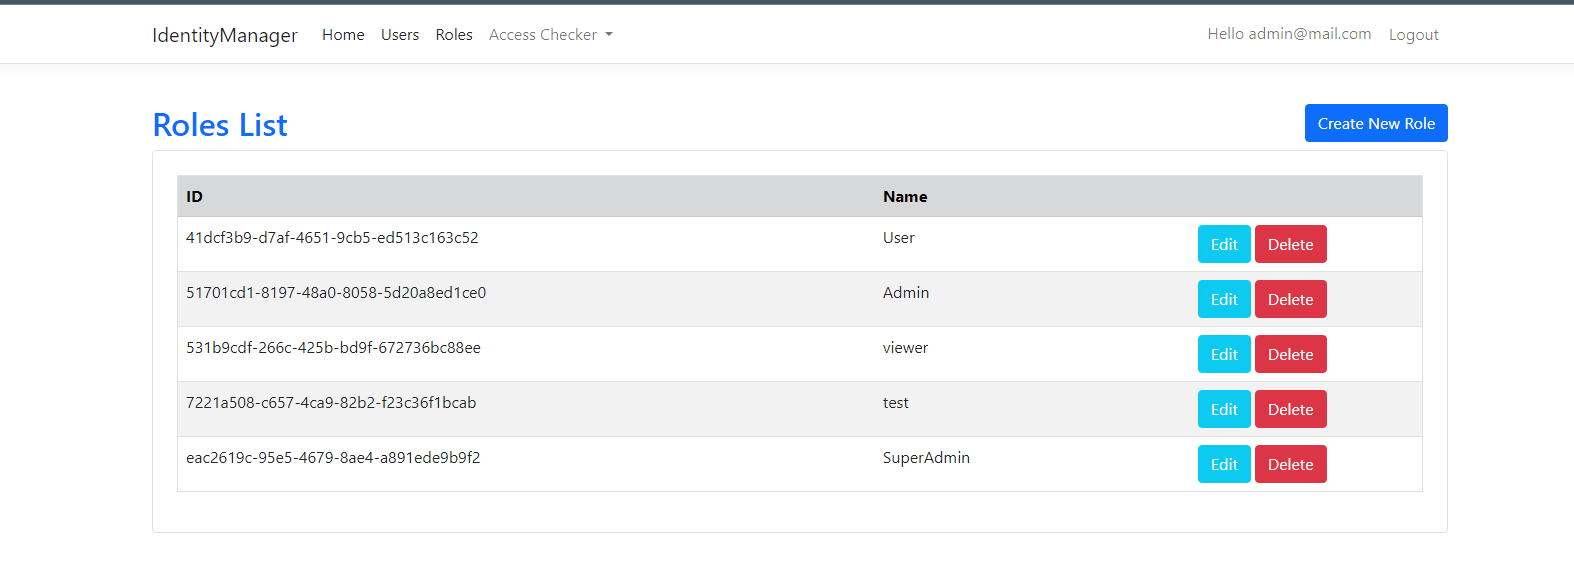 IdentityManager Home Users Roles Access Checker Hello admin@mail.com Logout
Roles List Create New Role
ID Name
41dcf3b9-d7af-4651-9cb5-ed513c163c52 User Edit Delete
51701cd1-8197-48a0-8058-5d20a8ed1ce0 Admin Edit Delete
531b9cdf-266c-425b-bd9f-672736bc88ee viewer Edit Delete
7221a508-c657-4ca9-82b2-f23c36f1bcab test Edit Delete
eac2619c-95e5-4679-8ae4-a891ede9b9f2 SuperAdmin Edit Delete